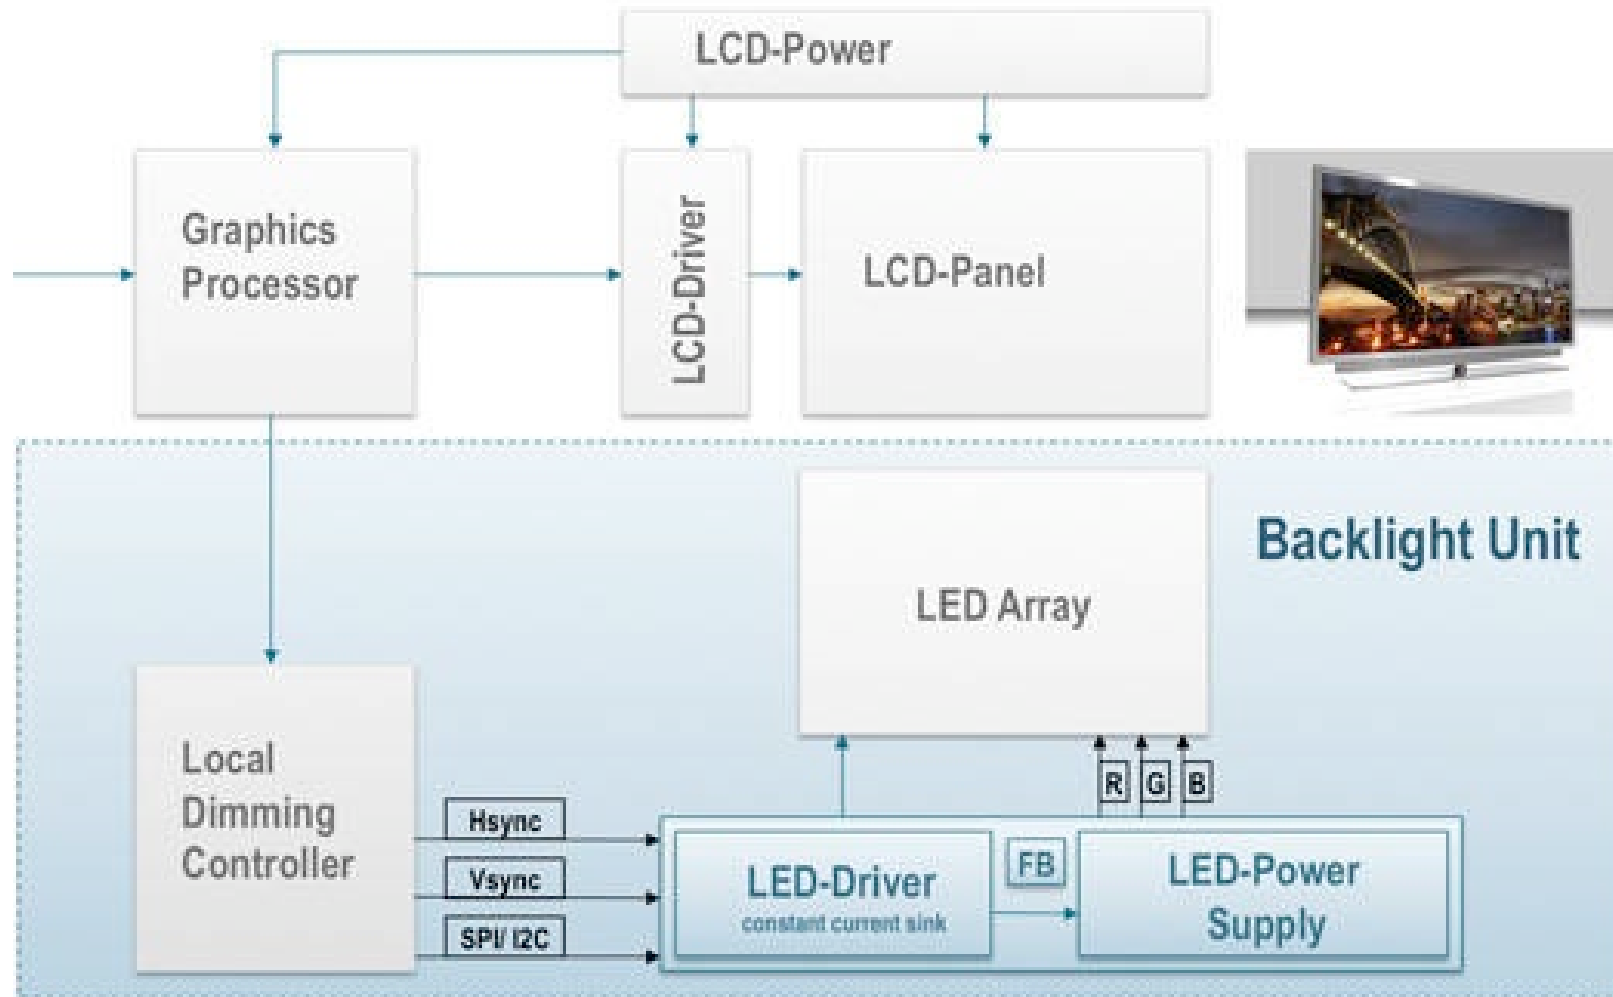 LCD-Power
Graphics
Processor
LCD-Driver
LCD-Panel
Backlight Unit
LED Array
Local
Dimming
Controller
Hsync
Vsync
SPI/ I2C
R
G
B
LED-Driver
constant current sink
FB
LED-Power
Supply